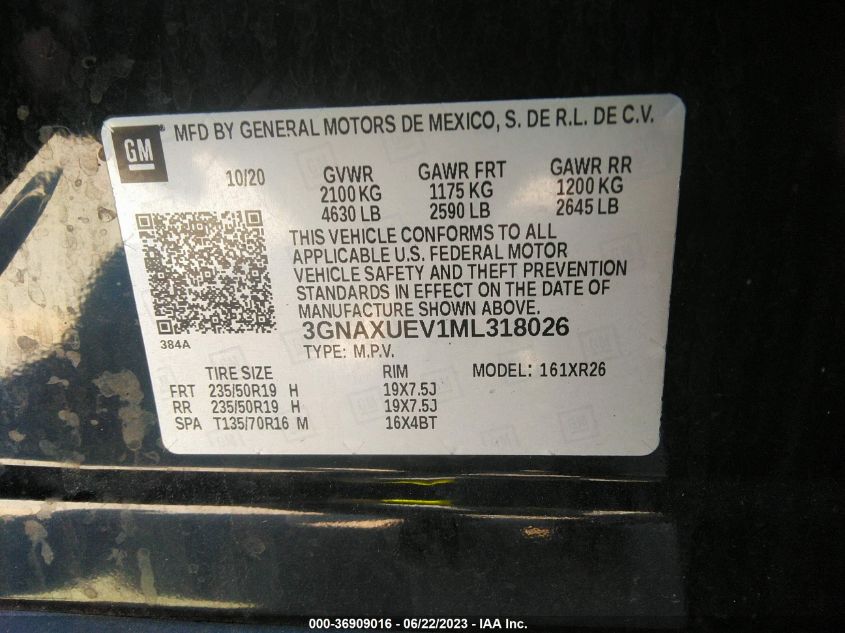 GM
® MFD BY GENERAL MOTORS DE MEXICO, S. DE R.L. DE C.V.
10/20 GVWR GAWR FRT GAWR RR
2100 KG 1175 KG 1200 KG
4630 LB 2590 LB 2645 LB
THIS VEHICLE CONFORMS TO ALL
APPLICABLE U.S. FEDERAL MOTOR
VEHICLE SAFETY AND THEFT PREVENTION
STANDARDS IN EFFECT ON THE DATE OF
MANUFACTURE SHOWN ABOVE.
384A
3GNAXUEV1ML318026
TYPE: M.P.V.
TIRE SIZE RIM MODEL: 161XR26
FRT 235/50R19 H 19X7.5J
RR 235/50R19 H 19X7.5J
SPA T135/70R16 M 16X4BT
000-36909016 - 06/22/2023 - IAA Inc.